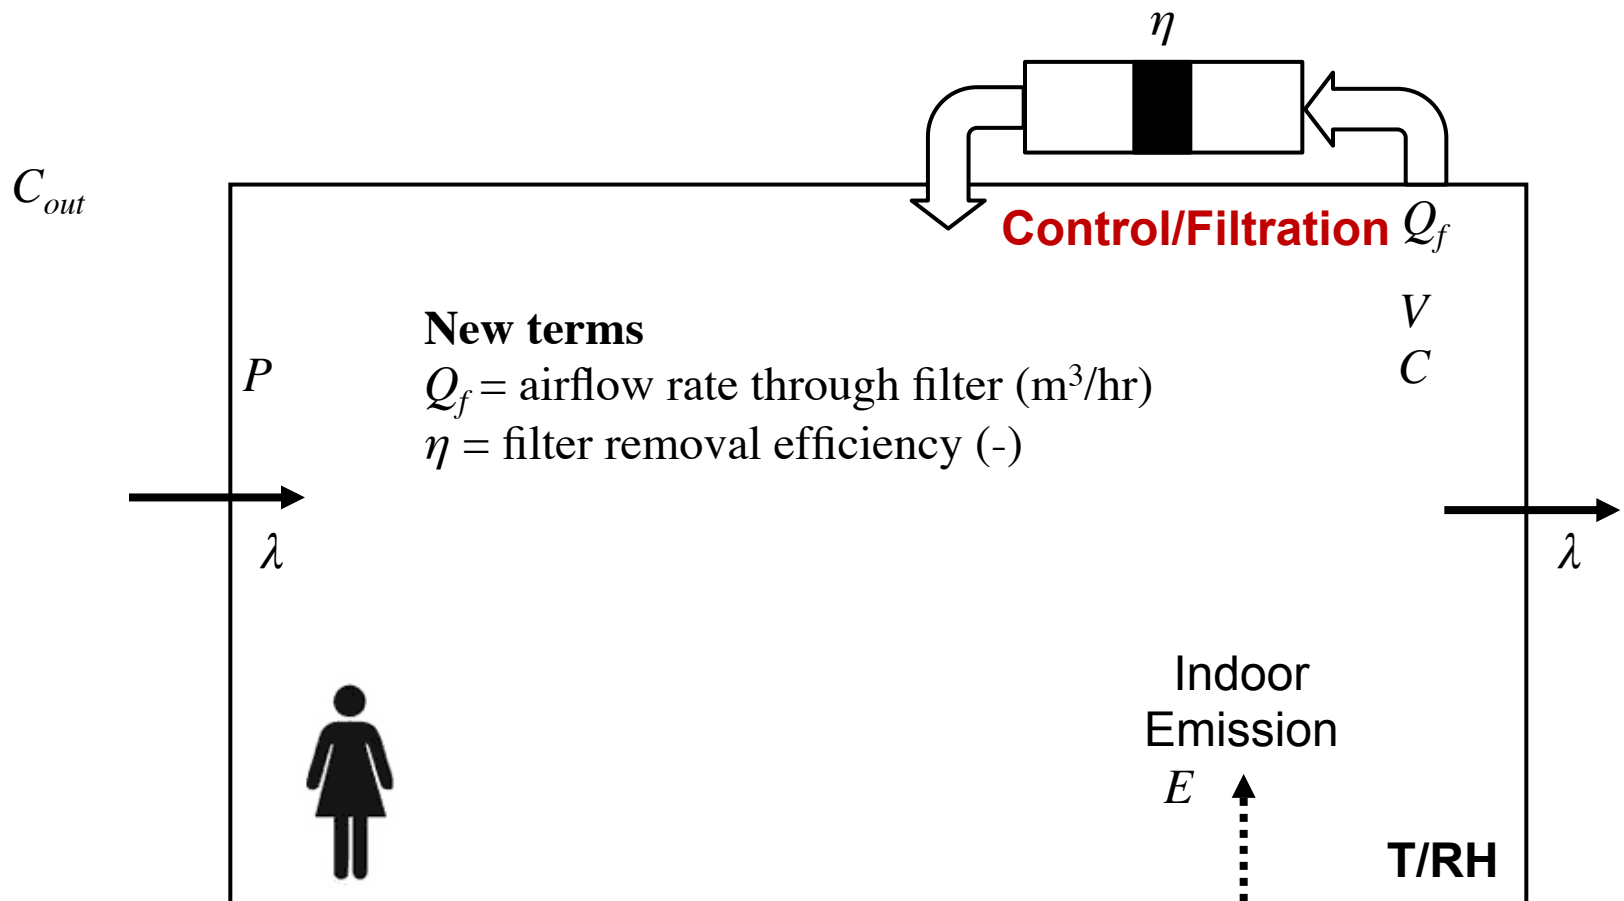 η
C_out
Control/Filtration Q_f
New terms
V
P
Q_f = airflow rate through filter (m³/hr)
C
η = filter removal efficiency (-)
λ
λ
Indoor
Emission
E
T/RH